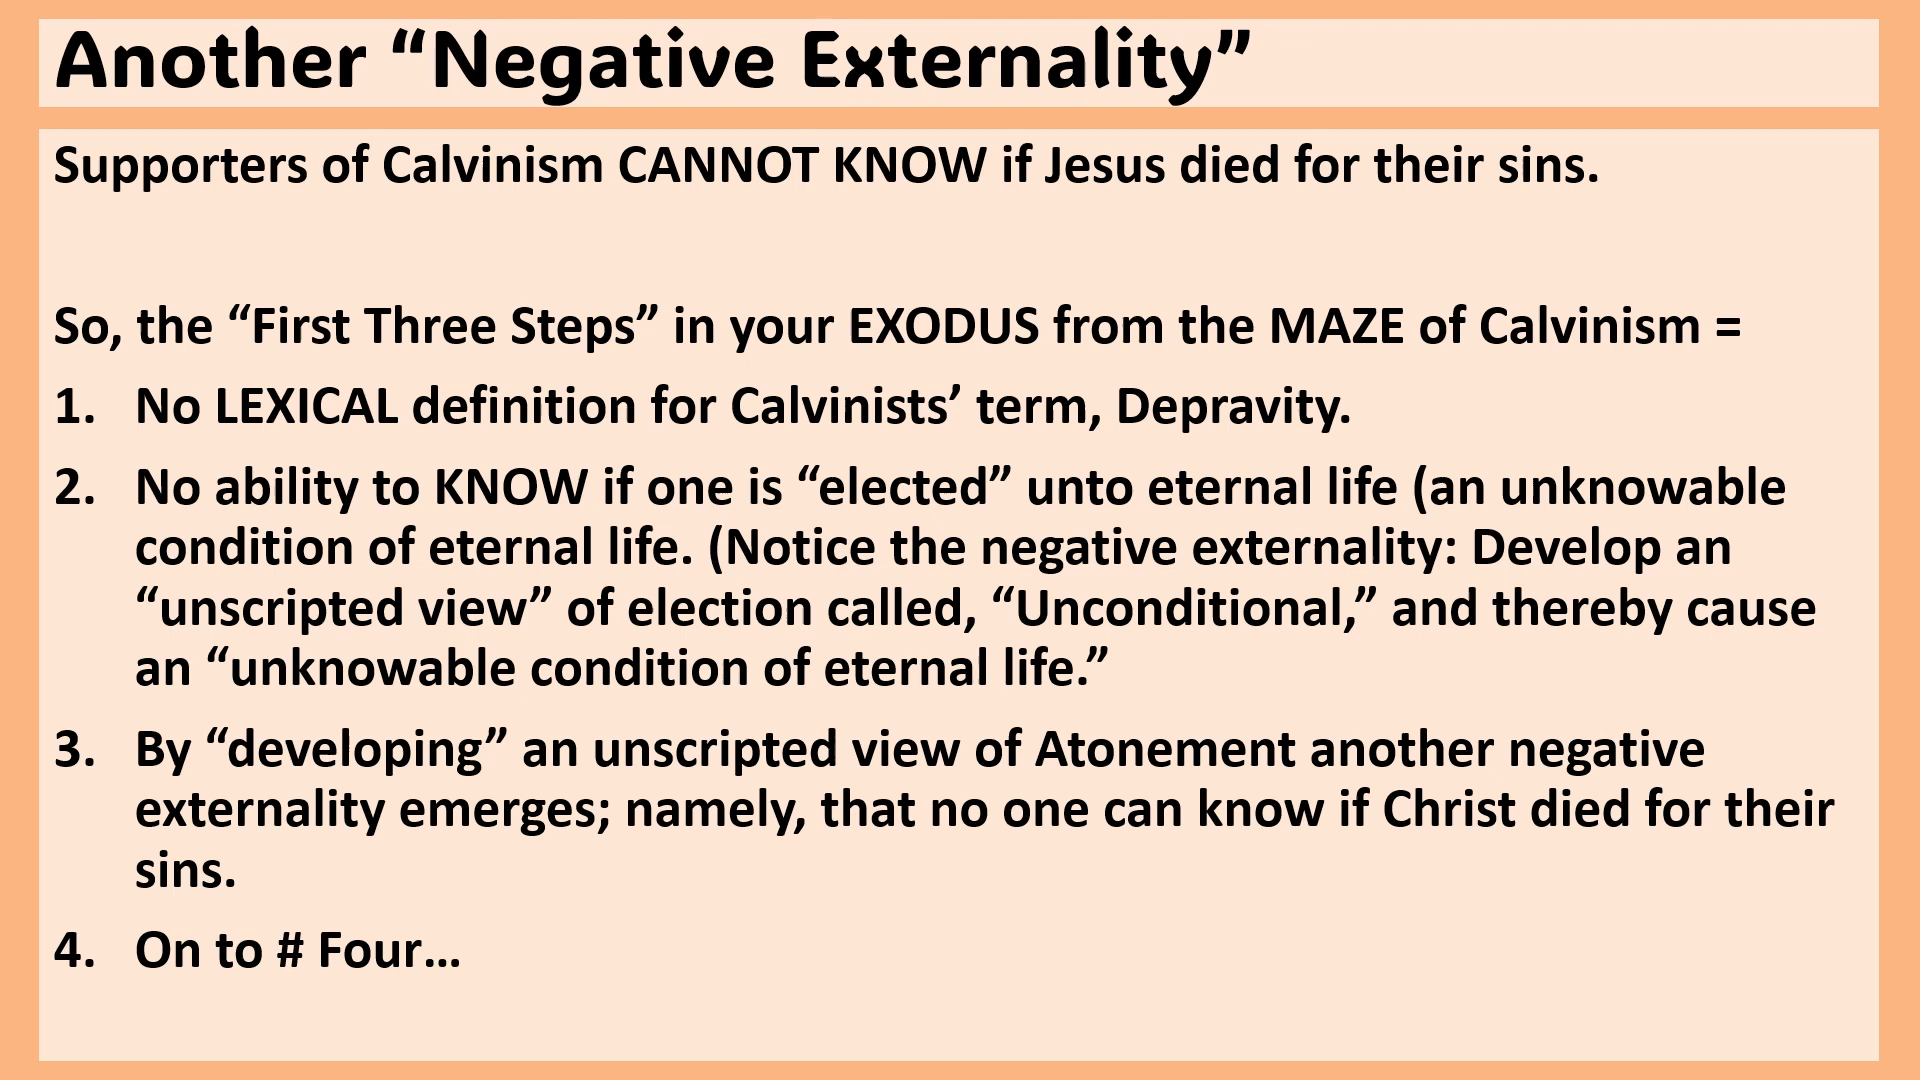 Another “Negative Externality”
Supporters of Calvinism CANNOT KNOW if Jesus died for their sins.
So, the “First Three Steps” in your EXODUS from the MAZE of Calvinism =
1. No LEXICAL definition for Calvinists’ term, Depravity.
2. No ability to KNOW if one is “elected” unto eternal life (an unknowable
condition of eternal life. (Notice the negative externality: Develop an
“unscripted view” of election called, “Unconditional,” and thereby cause
an “unknowable condition of eternal life.”
3. By “developing” an unscripted view of Atonement another negative
externality emerges; namely, that no one can know if Christ died for their
sins.
4. On to # Four…